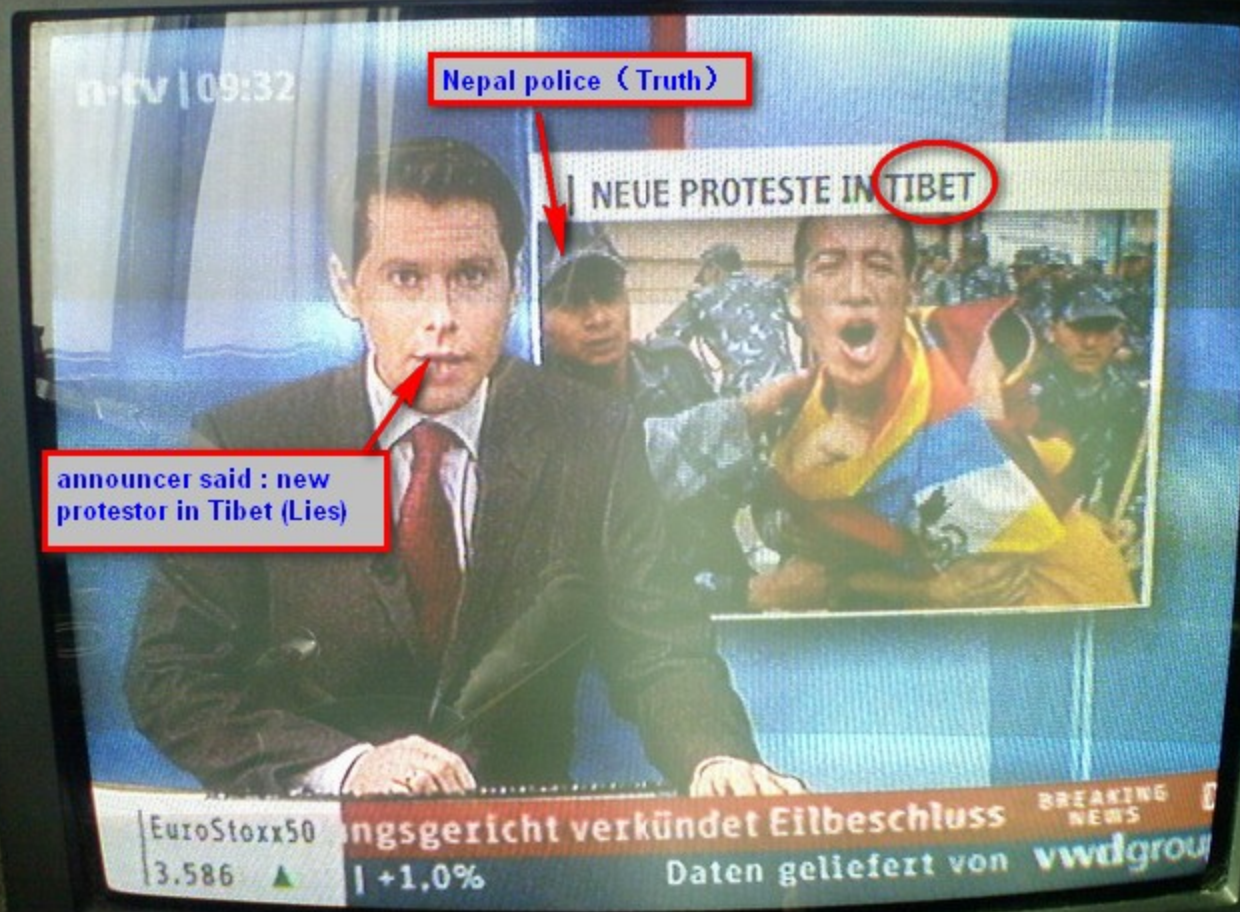 n-tv | 09:32
Nepal police （Truth）
| NEUE PROTESTE IN TIBET
announcer said : new
protestor in Tibet (Lies)
EuroStoxx50
3.586 ▲ | +1,0%
ngsgericht verkündet Eilbeschluss
BREAKING
NEWS
Daten geliefert von vwdgrou